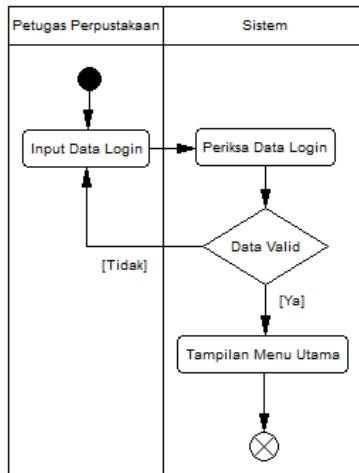 Petugas Perpustakaan
Sistem
Input Data Login
Periksa Data Login
Data Valid
[Tidak]
[Ya]
Tampilan Menu Utama